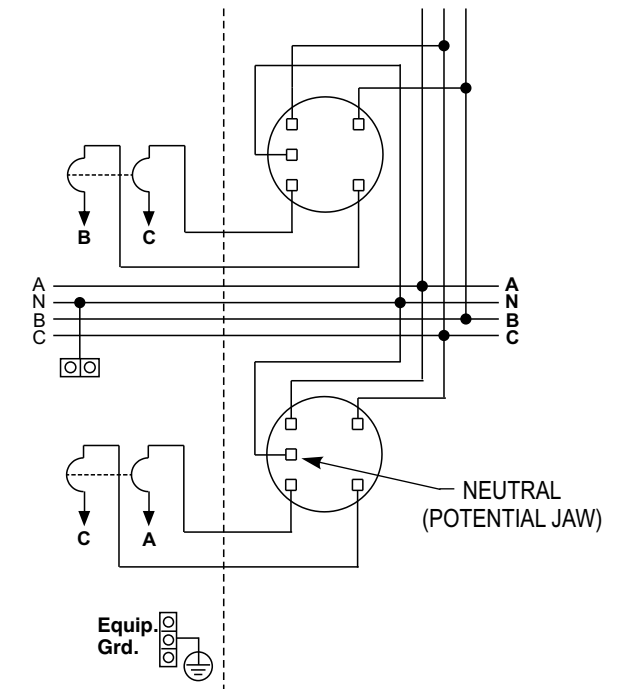 B C
A A
N N
B B
C C
NEUTRAL
(POTENTIAL JAW)
C A
Equip.
Grd.